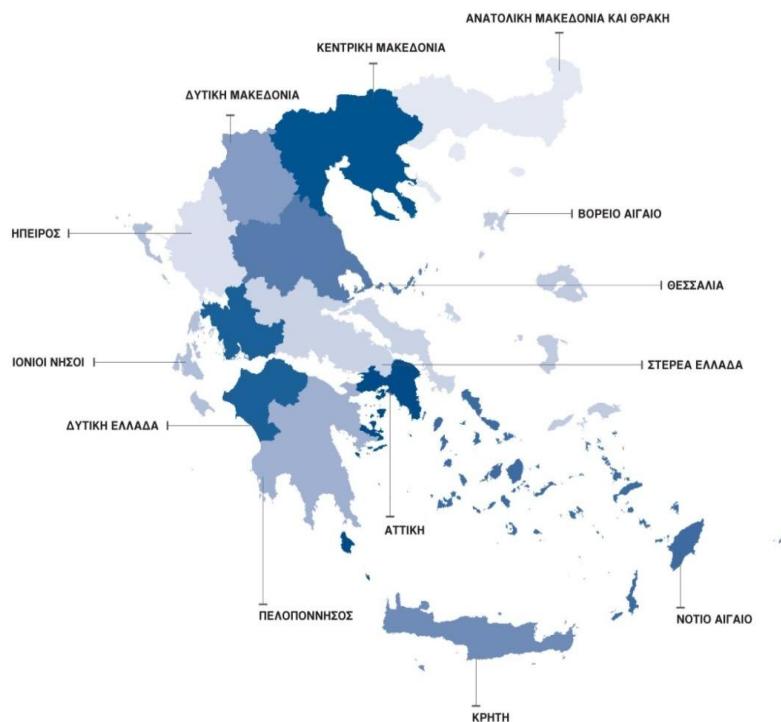 ΑΝΑΤΟΛΙΚΗ ΜΑΚΕΔΟΝΙΑ ΚΑΙ ΘΡΑΚΗ
ΚΕΝΤΡΙΚΗ ΜΑΚΕΔΟΝΙΑ
ΔΥΤΙΚΗ ΜΑΚΕΔΟΝΙΑ
ΒΟΡΕΙΟ ΑΙΓΑΙΟ
ΗΠΕΙΡΟΣ
ΘΕΣΣΑΛΙΑ
ΙΟΝΙΟΙ ΝΗΣΟΙ
ΣΤΕΡΕΑ ΕΛΛΑΔΑ
ΔΥΤΙΚΗ ΕΛΛΑΔΑ
ΑΤΤΙΚΗ
ΠΕΛΟΠΟΝΝΗΣΟΣ
ΝΟΤΙΟ ΑΙΓΑΙΟ
ΚΡΗΤΗ